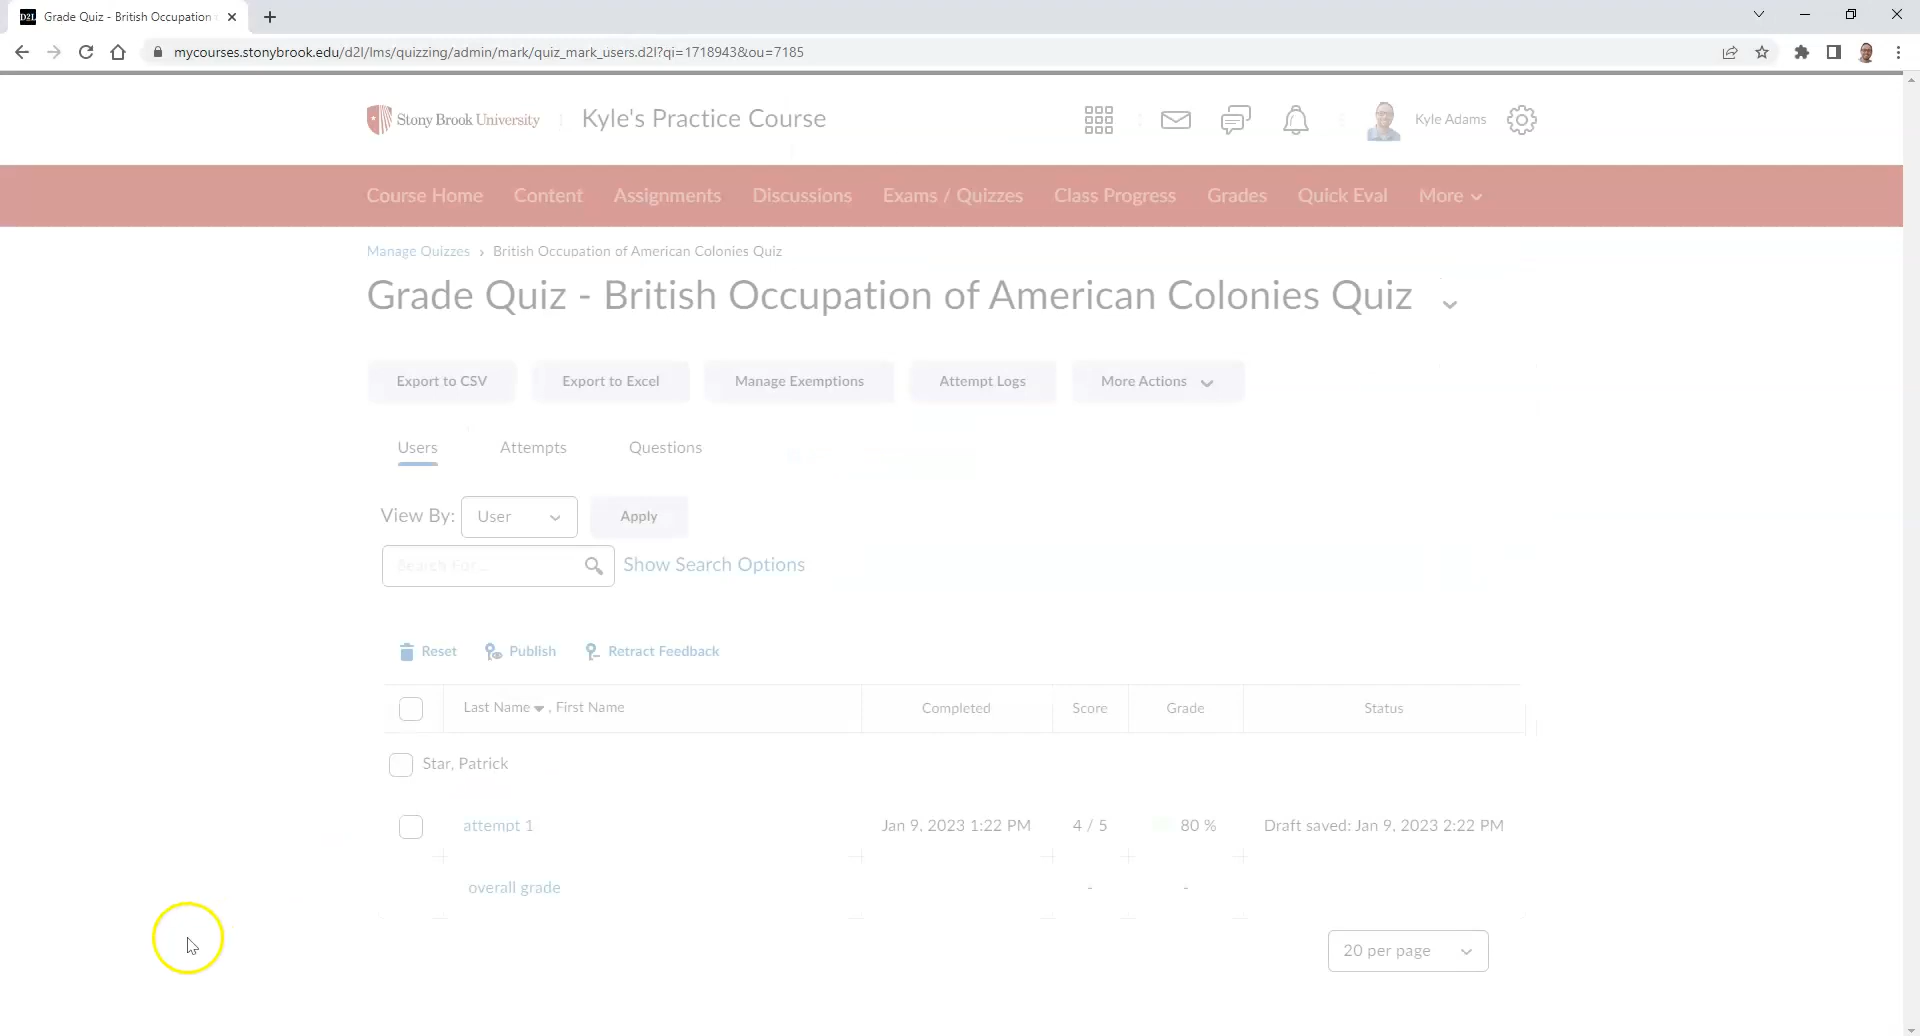 D2L Grade Quiz - British Occupation
mycourses.stonybrook.edu/d2l/lms/quizzing/admin/mark/quiz_mark_users.d2l?qi=1718943&ou=7185
Stony Brook University Kyle's Practice Course Kyle Adams
Course Home Content Assignments Discussions Exams / Quizzes Class Progress Grades Quick Eval More
Manage Quizzes › British Occupation of American Colonies Quiz
Grade Quiz - British Occupation of American Colonies Quiz
Export to CSV Export to Excel Manage Exemptions Attempt Logs More Actions
Users Attempts Questions
View By: User Apply
Search For... Show Search Options
Reset Publish Retract Feedback
Last Name , First Name Completed Score Grade Status
Star, Patrick
attempt 1 Jan 9, 2023 1:22 PM 4 / 5 80 % Draft saved: Jan 9, 2023 2:22 PM
overall grade - -
20 per page